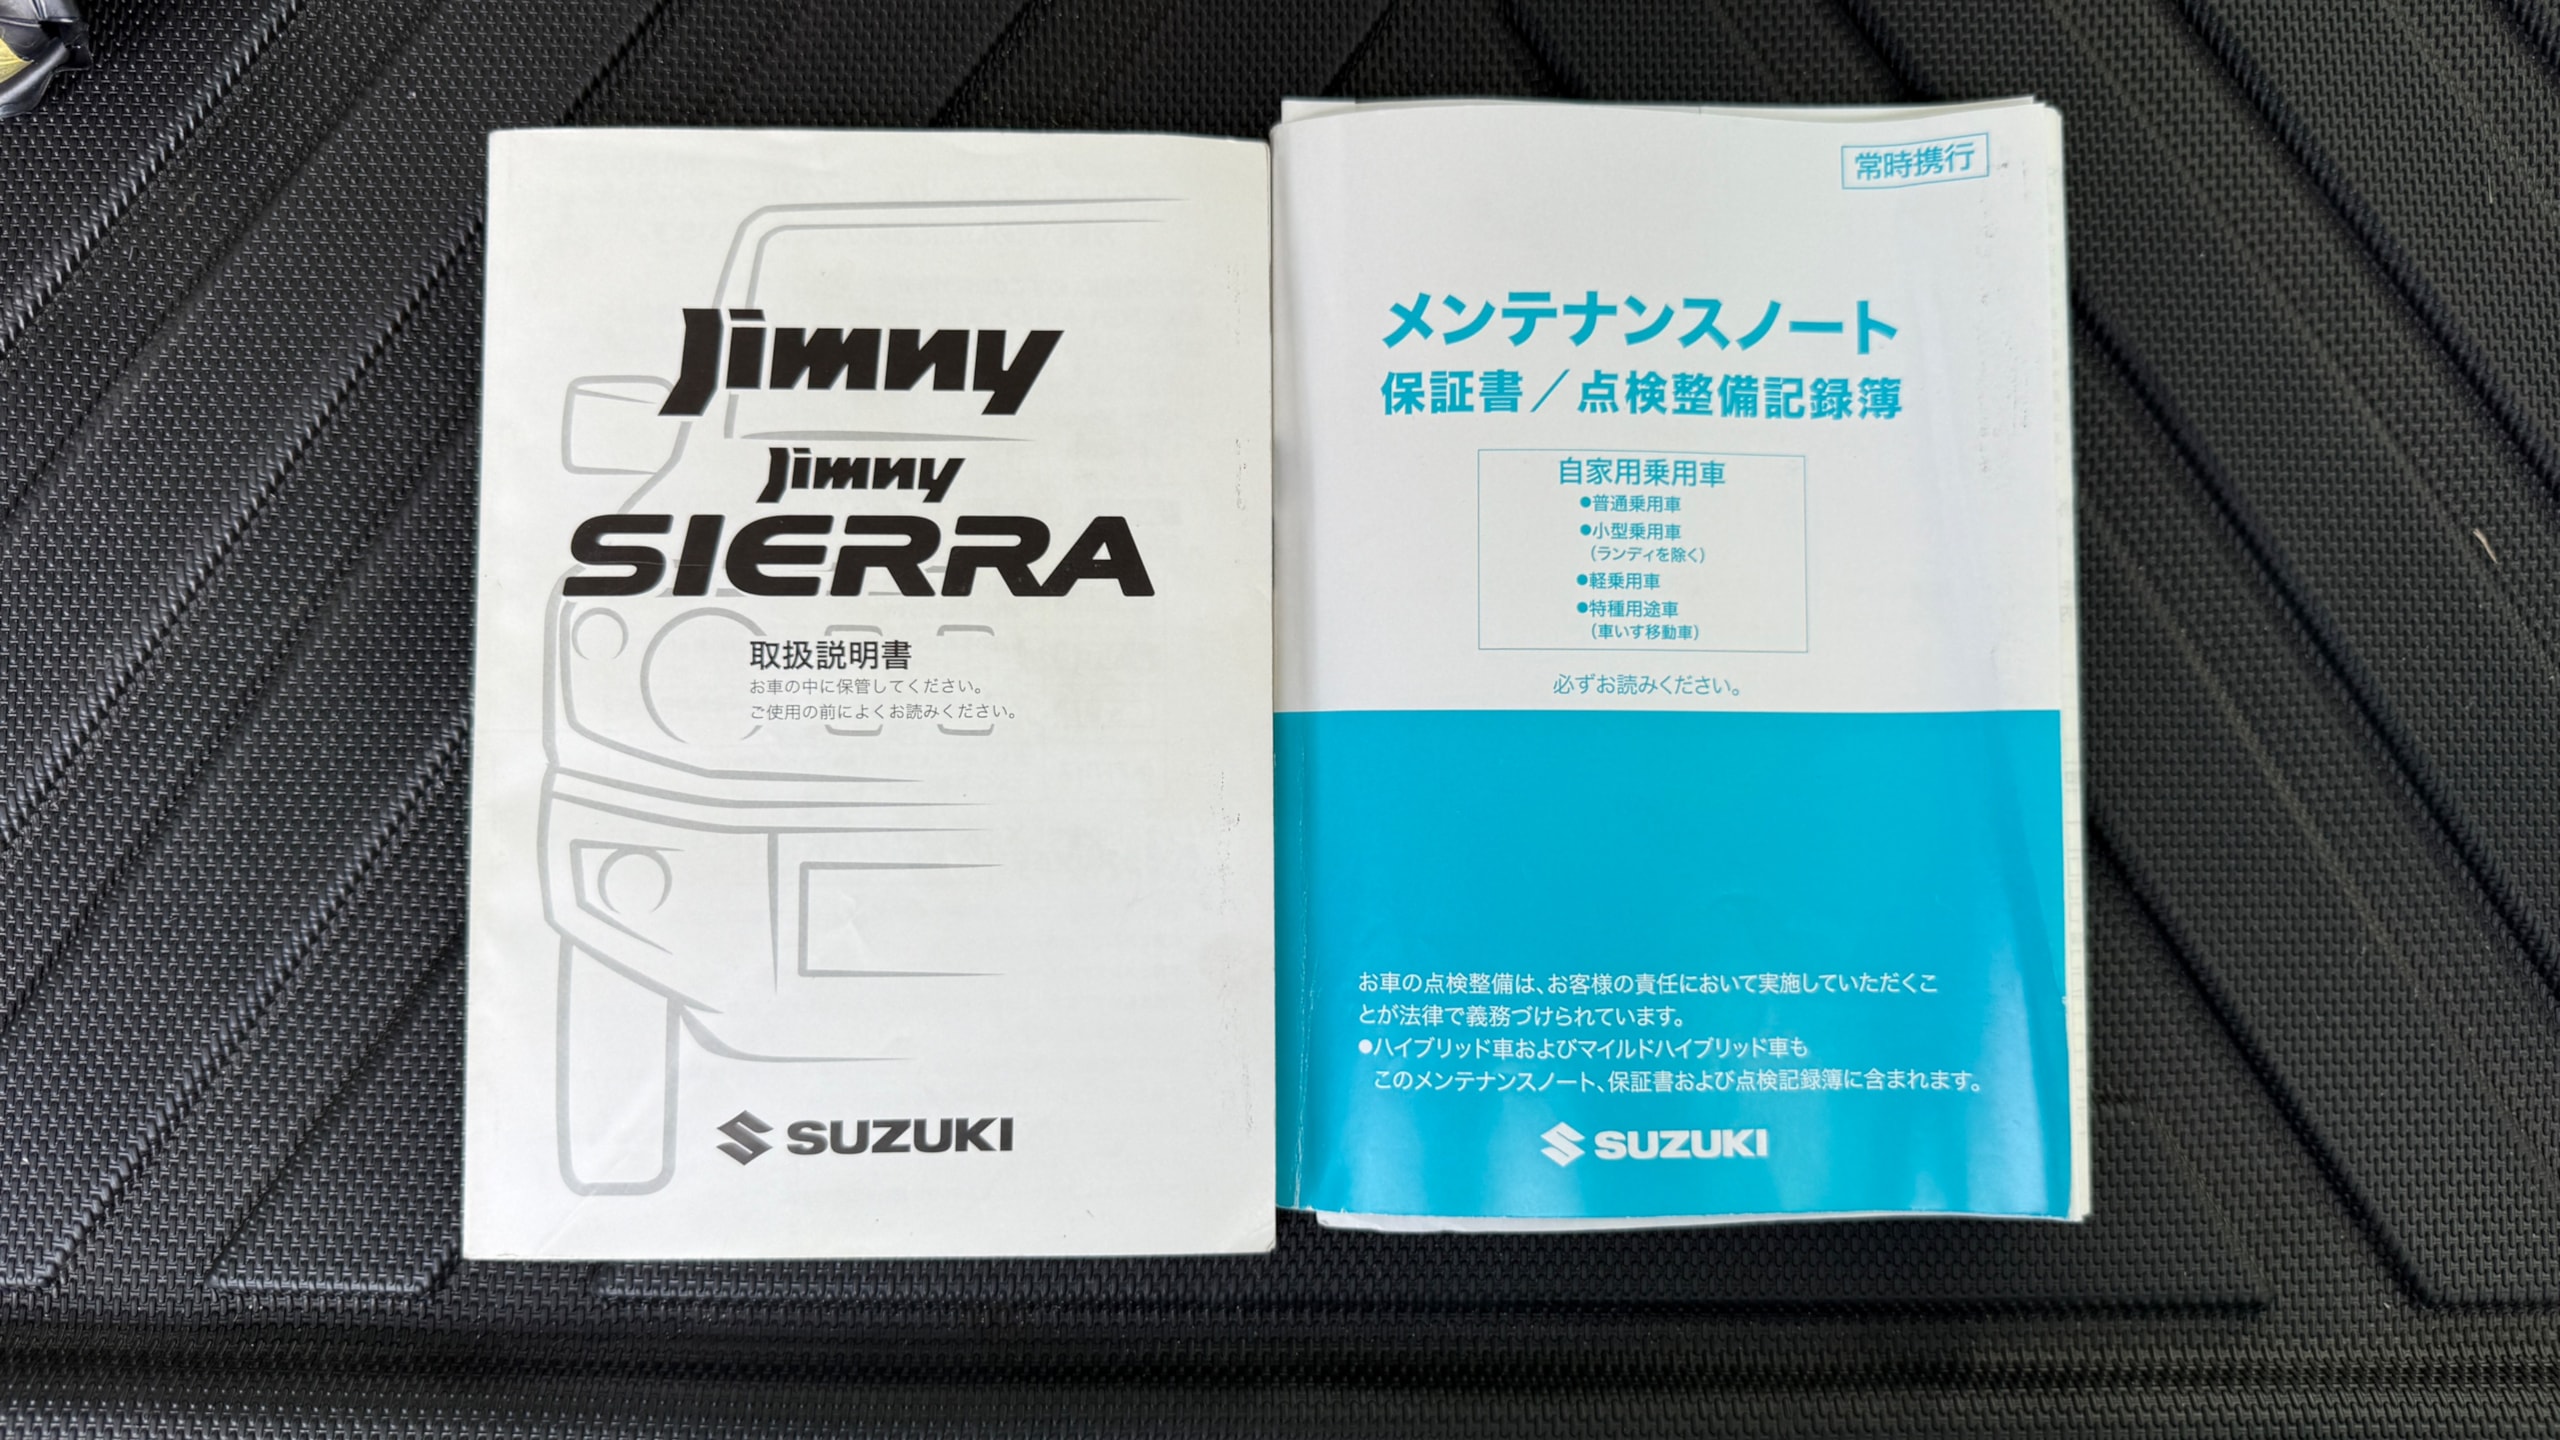 Jimny
Jimny
SIERRA
取扱説明書
お車の中に保管してください。
ご使用の前によくお読みください。
SUZUKI
常時携行
メンテナンスノート
保証書／点検整備記録簿
自家用乗用車
●普通乗用車
●小型乗用車
（ランディを除く）
●軽乗用車
●特種用途車
（車いす移動車）
必ずお読みください。
お車の点検整備は、お客様の責任において実施していただくこ
とが法律で義務づけられています。
●ハイブリッド車およびマイルドハイブリッド車も
このメンテナンスノート、保証書および点検記録簿に含まれます。
SUZUKI